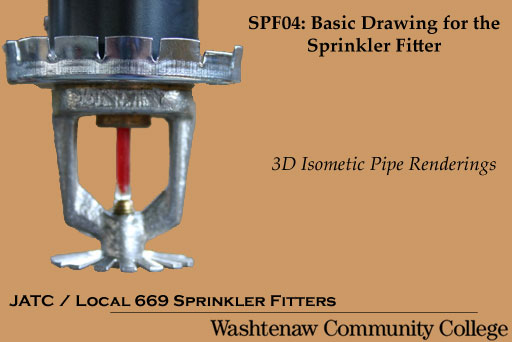 SPF04: Basic Drawing for the
Sprinkler Fitter
3D Isometic Pipe Renderings
JATC / Local 669 Sprinkler Fitters
Washtenaw Community College